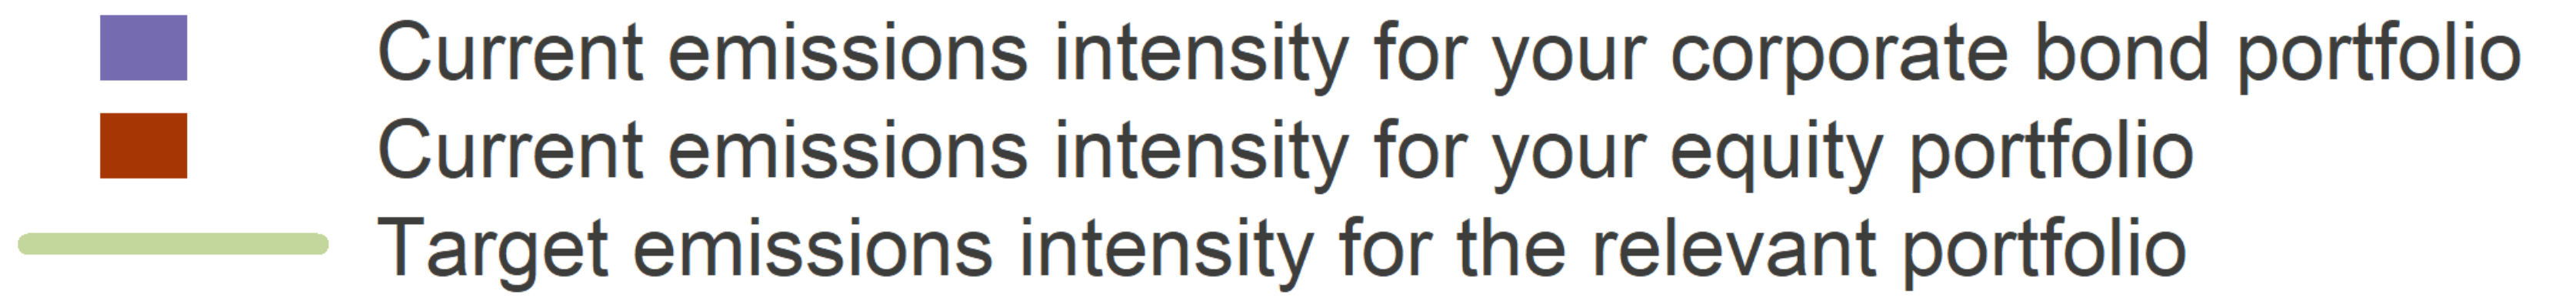 Current emissions intensity for your corporate bond portfolio
Current emissions intensity for your equity portfolio
Target emissions intensity for the relevant portfolio